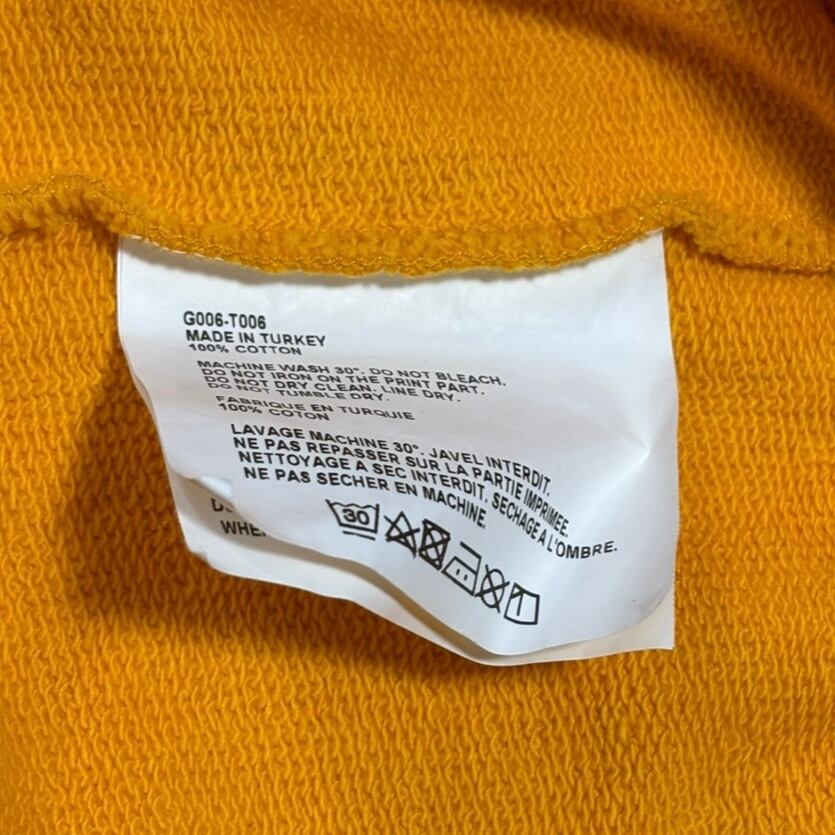 G006-T006
MADE IN TURKEY
100% COTTON
MACHINE WASH 30°. DO NOT BLEACH.
DO NOT IRON ON THE PRINT PART.
DO NOT DRY CLEAN. LINE DRY.
DO NOT TUMBLE DRY.
FABRIQUE EN TURQUIE
100% COTON
LAVAGE MACHINE 30°. JAVEL INTERDIT.
NE PAS REPASSER SUR LA PARTIE IMPRIMEE.
NETTOYAGE A SEC INTERDIT. SECHAGE A L'OMBRE.
NE PAS SECHER EN MACHINE.
30